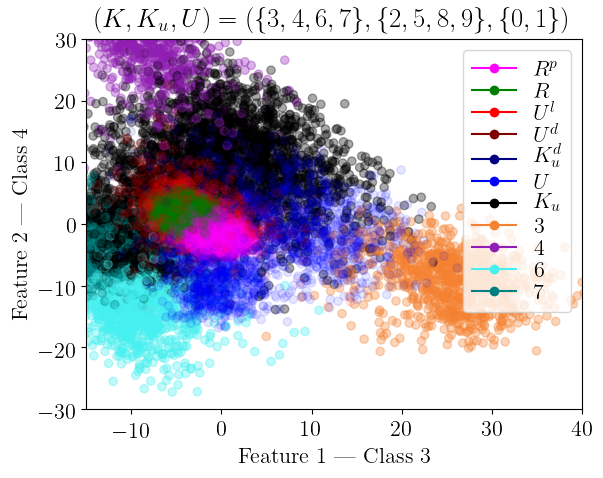 (K, K_u, U) = ({3, 4, 6, 7}, {2, 5, 8, 9}, {0, 1})
30
20
10
0
−10
−20
−30
Feature 2 — Class 4
R^p
R
U^l
U^d
K_u^d
U
K_u
3
4
6
7
−10
0
10
20
30
40
Feature 1 — Class 3